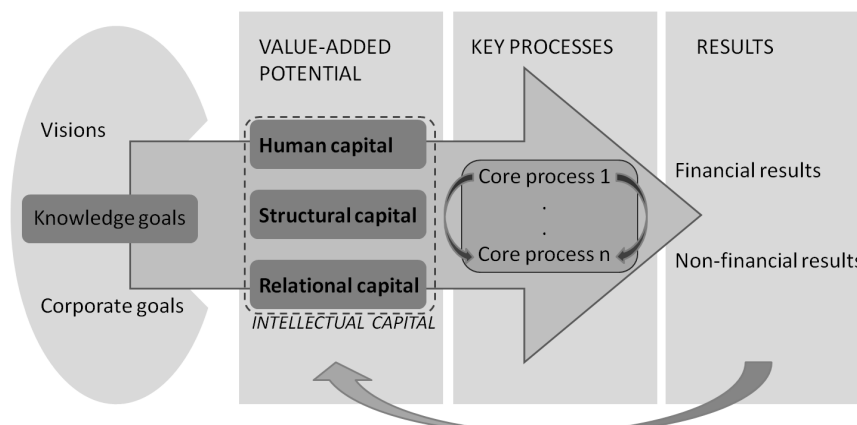 VALUE-ADDED
POTENTIAL
KEY PROCESSES
RESULTS
Visions
Knowledge goals
Corporate goals
Human capital
Structural capital
Relational capital
INTELLECTUAL CAPITAL
Core process 1
.
.
Core process n
Financial results
Non-financial results